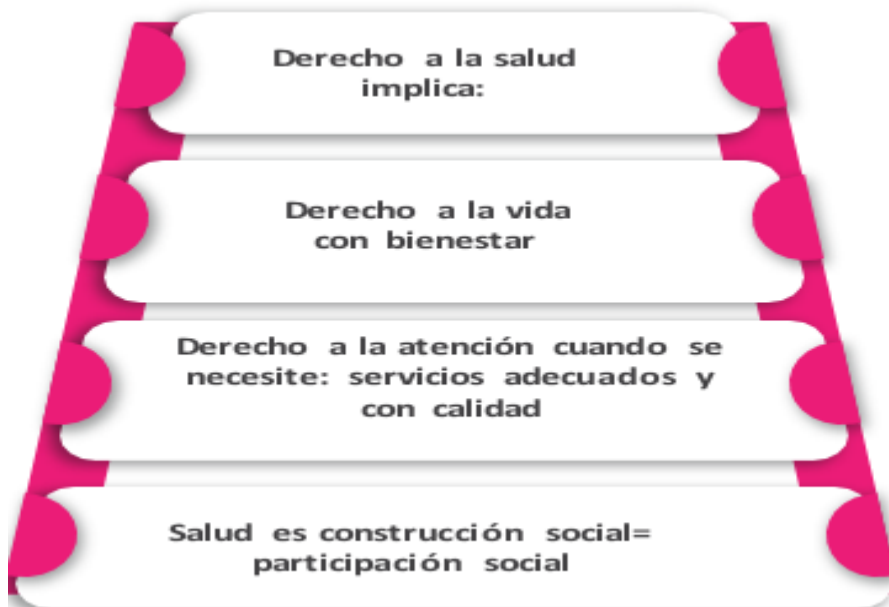 Derecho a la salud
implica:
Derecho a la vida
con bienestar
Derecho a la atención cuando se
necesite: servicios adecuados y
con calidad
Salud es construcción social=
participación social